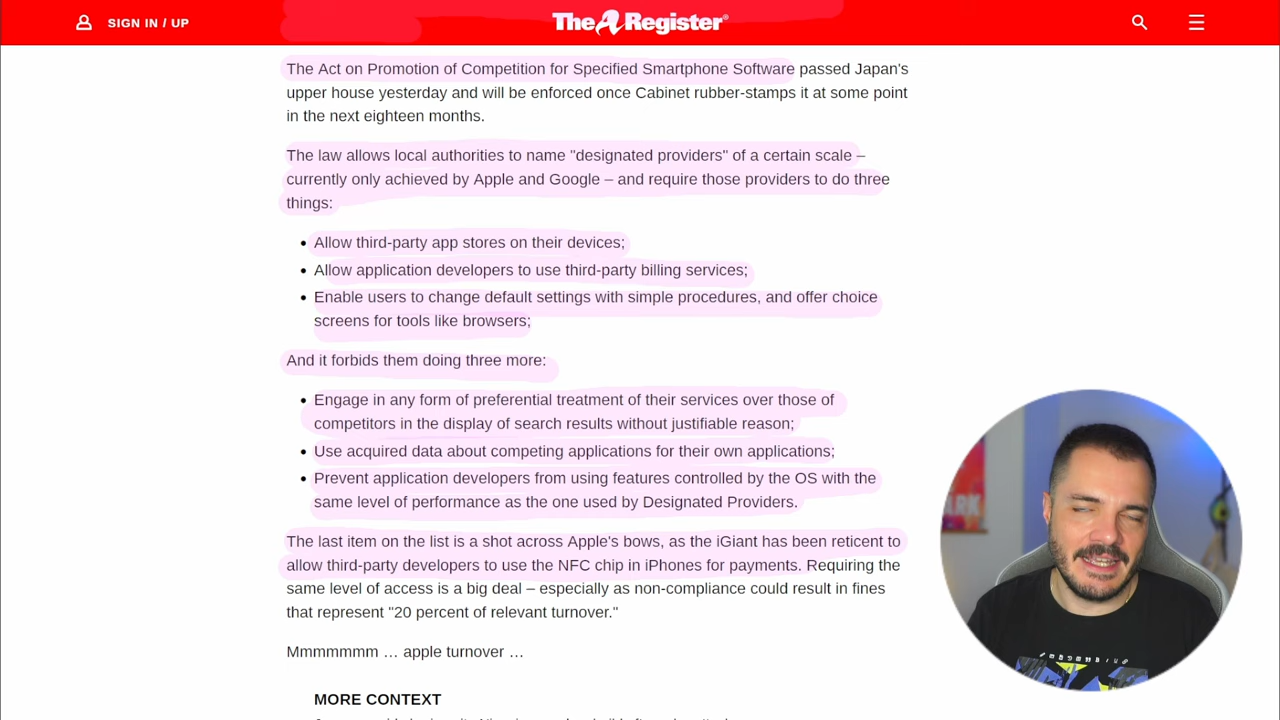 SIGN IN / UP
The Register®
The Act on Promotion of Competition for Specified Smartphone Software passed Japan's
upper house yesterday and will be enforced once Cabinet rubber-stamps it at some point
in the next eighteen months.
The law allows local authorities to name "designated providers" of a certain scale –
currently only achieved by Apple and Google – and require those providers to do three
things:
• Allow third-party app stores on their devices;
• Allow application developers to use third-party billing services;
• Enable users to change default settings with simple procedures, and offer choice
screens for tools like browsers;
And it forbids them doing three more:
• Engage in any form of preferential treatment of their services over those of
competitors in the display of search results without justifiable reason;
• Use acquired data about competing applications for their own applications;
• Prevent application developers from using features controlled by the OS with the
same level of performance as the one used by Designated Providers.
The last item on the list is a shot across Apple's bows, as the iGiant has been reticent to
allow third-party developers to use the NFC chip in iPhones for payments. Requiring the
same level of access is a big deal – especially as non-compliance could result in fines
that represent "20 percent of relevant turnover."
Mmmmmmm … apple turnover …
MORE CONTEXT